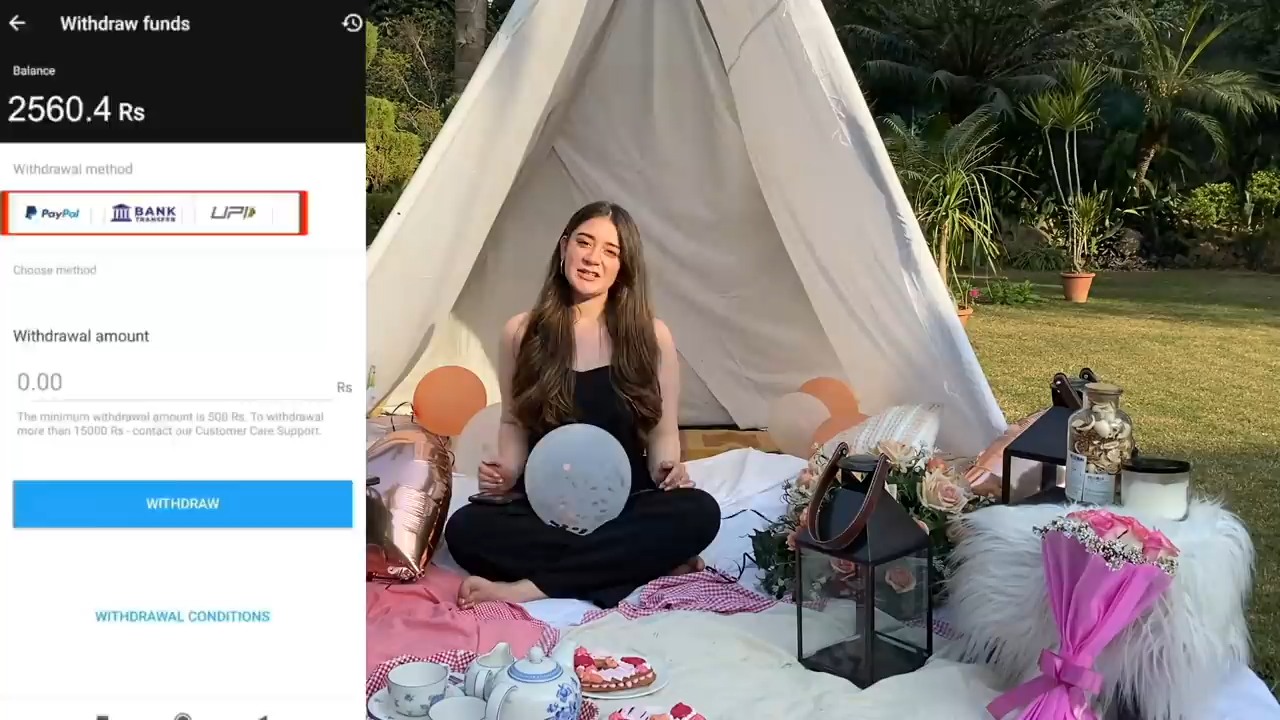 Withdraw funds
Balance
2560.4 Rs
Withdrawal method
PayPal
BANK
TRANSFER
UPI
Choose method
Withdrawal amount
0.00
Rs
The minimum withdrawal amount is 500 Rs. To withdrawal
more than 15000 Rs - contact our Customer Care Support.
WITHDRAW
WITHDRAWAL CONDITIONS